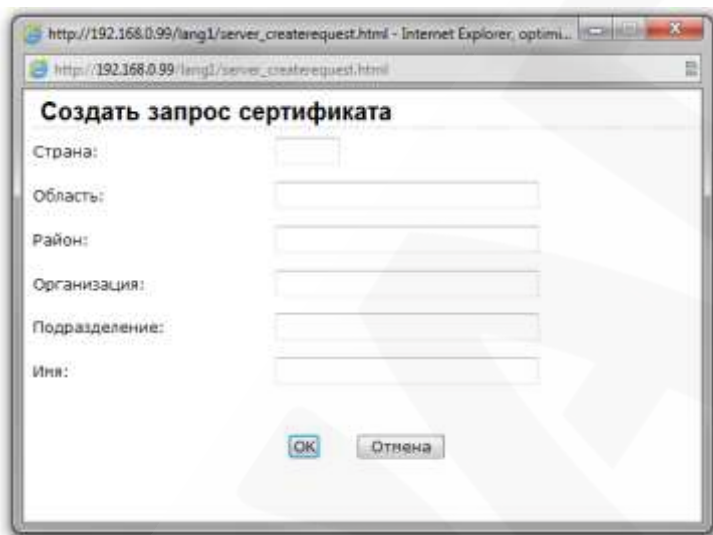 http://192.168.0.99/lang1/server_createrequest.html - Internet Explorer, optimi...
http://192.168.0.99/lang1/server_createrequest.html
Создать запрос сертификата
Страна:
Область:
Район:
Организация:
Подразделение:
Имя:
OK Отмена